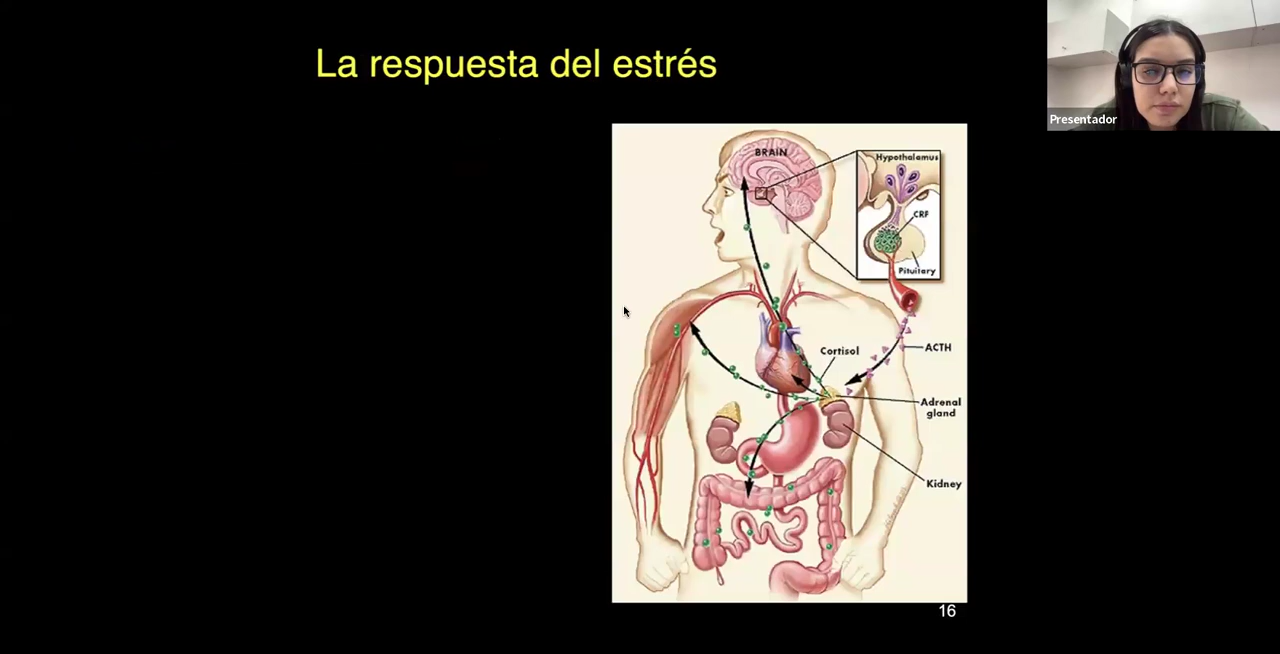 La respuesta del estrés
Presentador
BRAIN
Hypothalamus
CRF
Pituitary
Cortisol
ACTH
Adrenal
gland
Kidney
16